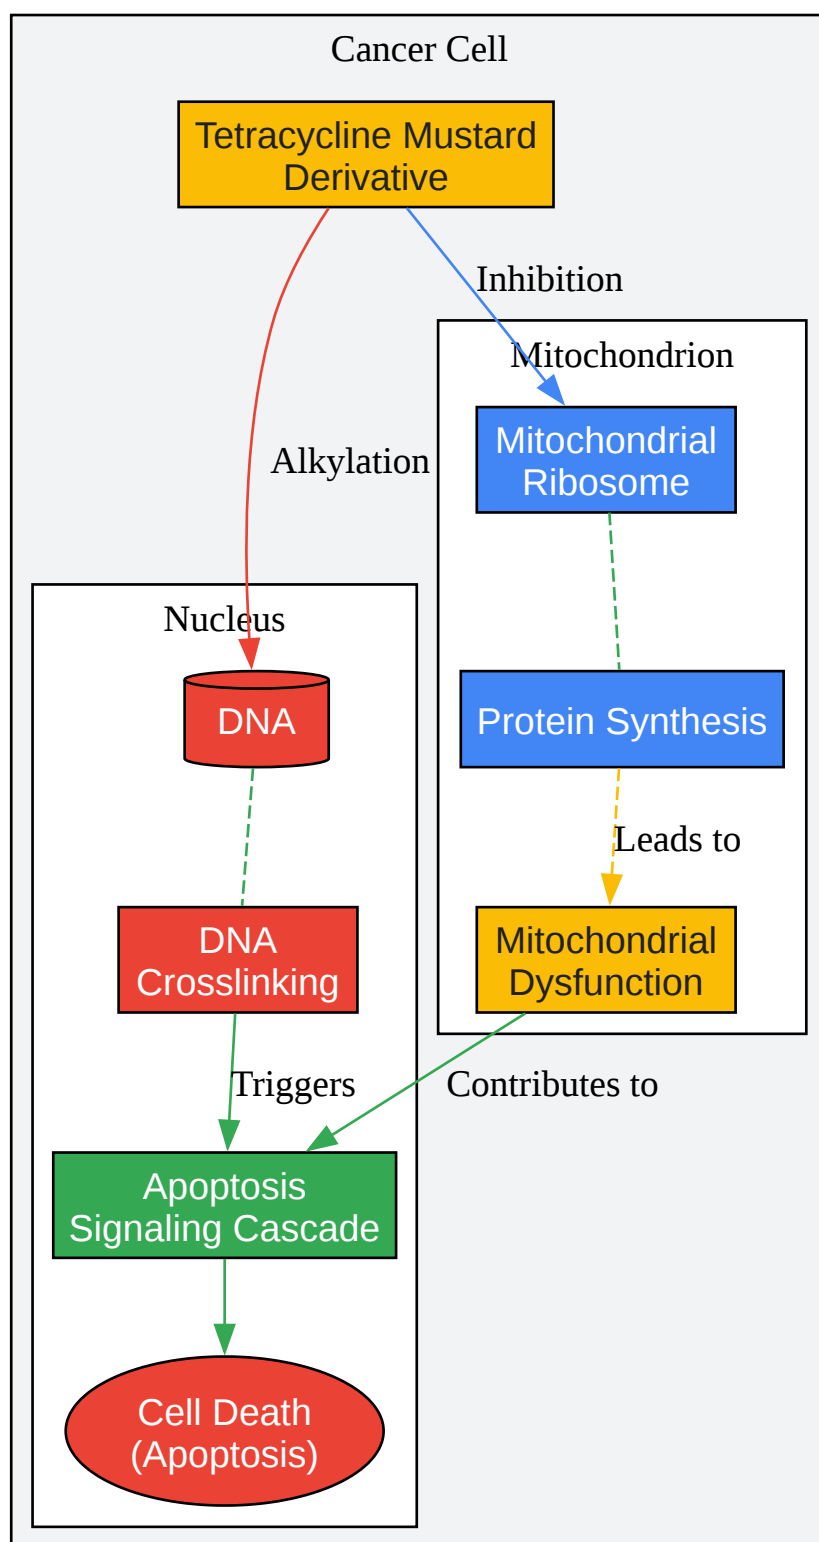 Cancer Cell
Tetracycline Mustard
Derivative
Inhibition
Mitochondrion
Mitochondrial
Ribosome
Alkylation
Nucleus
DNA
Protein Synthesis
Leads to
DNA
Crosslinking
Mitochondrial
Dysfunction
Triggers
Contributes to
Apoptosis
Signaling Cascade
Cell Death
(Apoptosis)